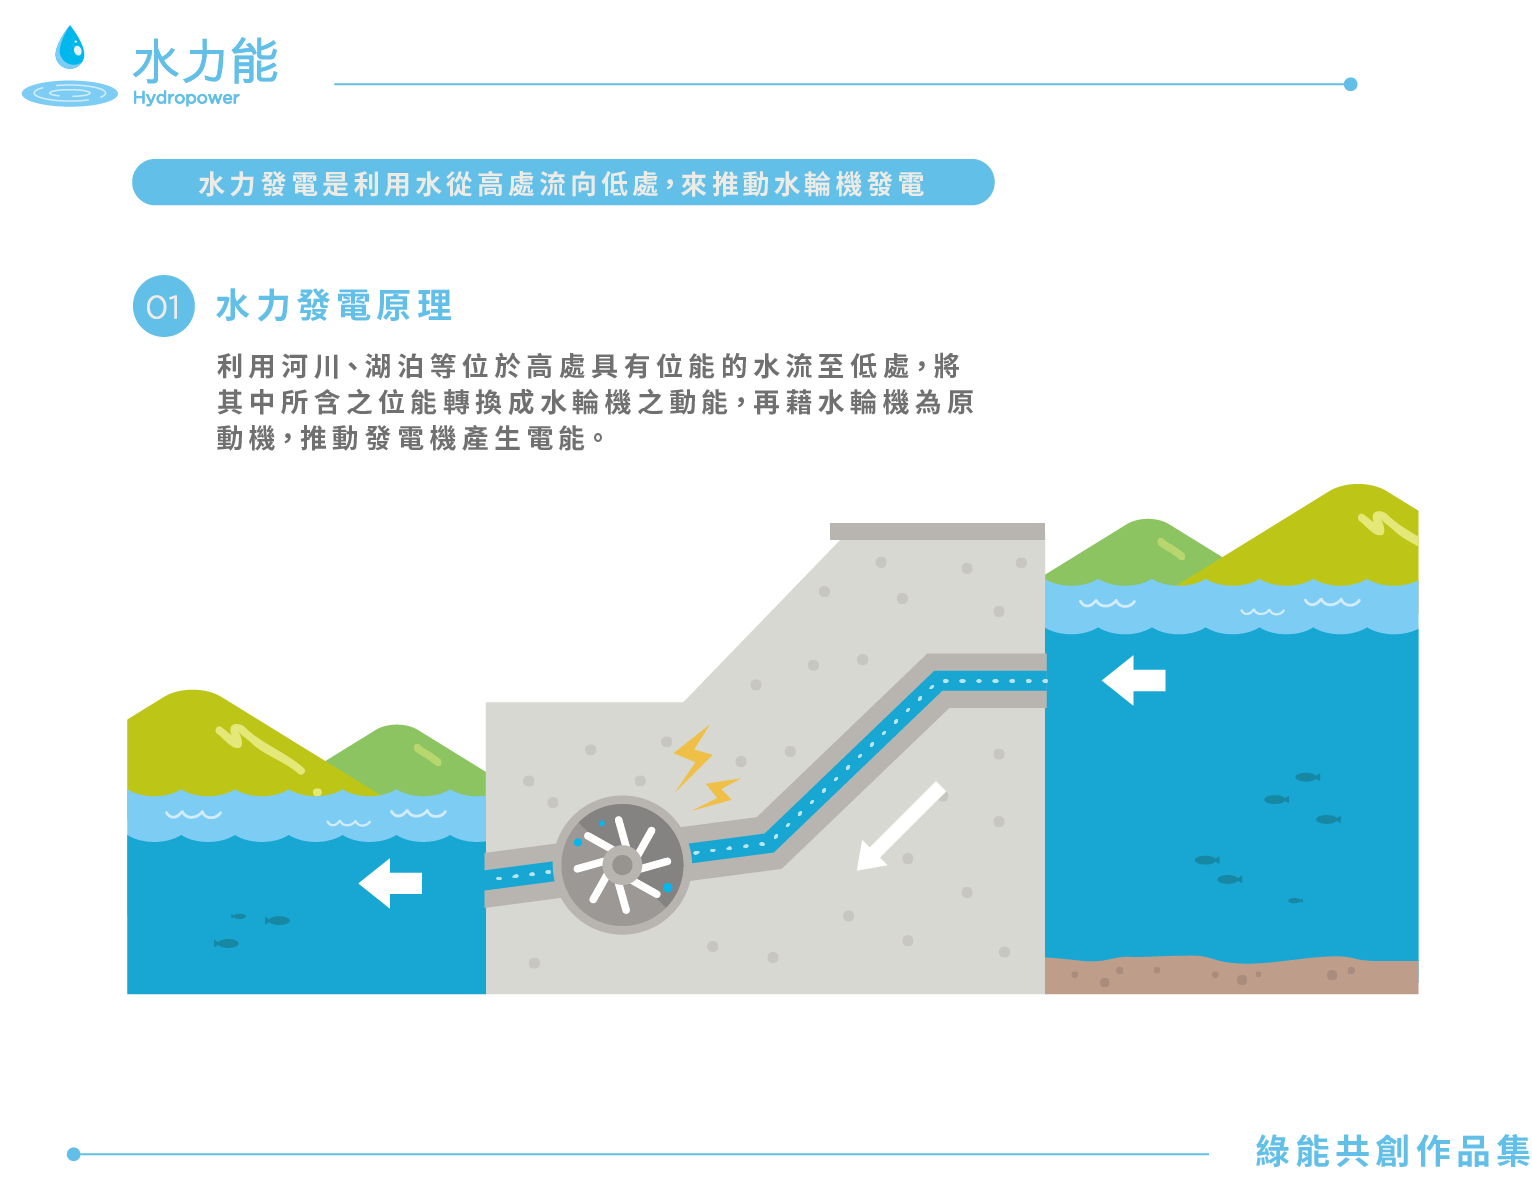 水力能
Hydropower
水力發電是利用水從高處流向低處，來推動水輪機發電
01 水力發電原理
利用河川、湖泊等位於高處具有位能的水流至低處，將
其中所含之位能轉換成水輪機之動能，再藉水輪機為原
動機，推動發電機產生電能。
綠能共創作品集